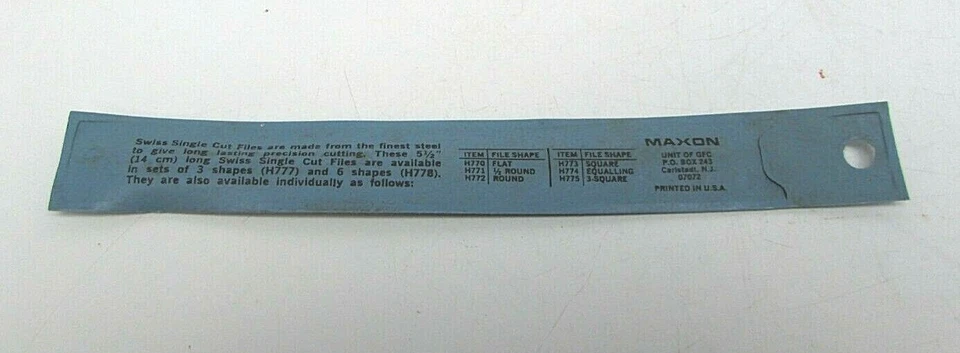 Swiss Single Cut Files are made from the finest steel
to give long lasting precision cutting. These 5½"
(14 cm) long Swiss Single Cut Files are available
in sets of 3 shapes (H777) and 6 shapes (H778).
They are also available individually as follows:
ITEM FILE SHAPE ITEM FILE SHAPE
H770 FLAT H773 SQUARE
H771 ½ ROUND H774 EQUALLING
H772 ROUND H775 3-SQUARE
MAXON
UNIT OF GFC
P.O. BOX 243
Carlstadt, N.J.
07072
PRINTED IN U.S.A.